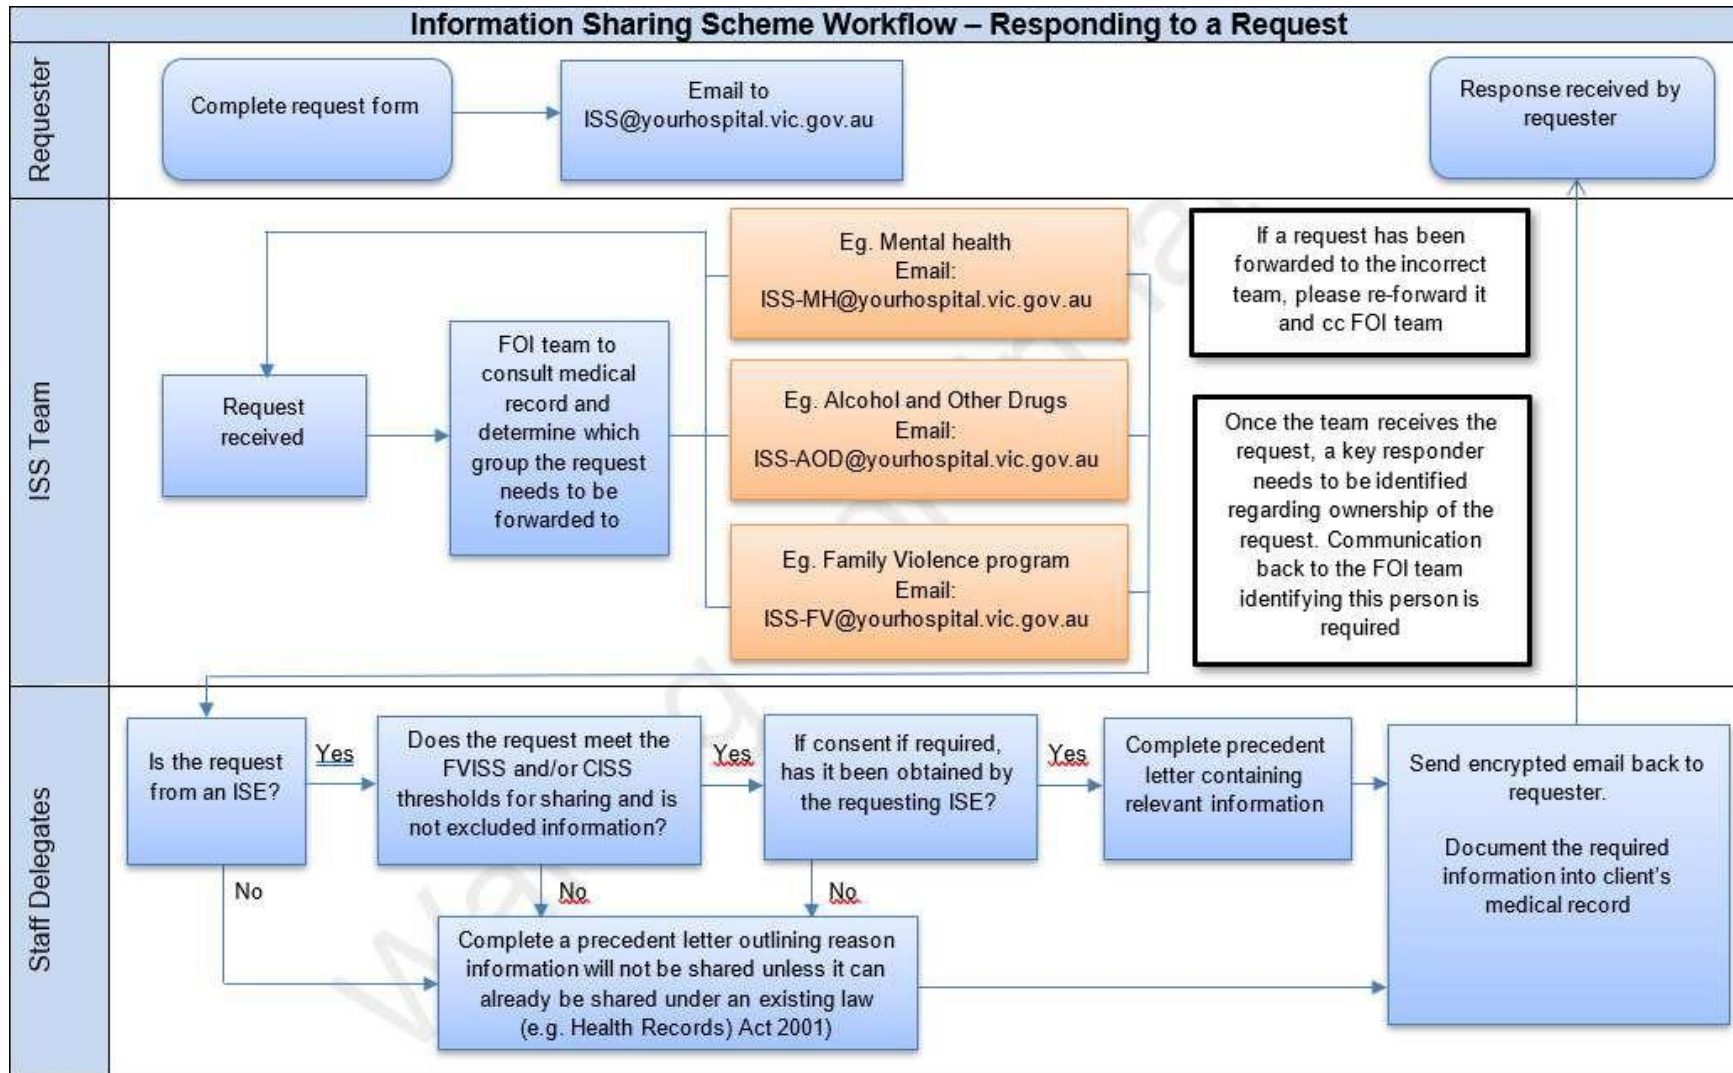 Information Sharing Scheme Workflow – Responding to a Request
Requester
Complete request form
Email to
ISS@yourhospital.vic.gov.au
Response received by
requester
ISS Team
Request
received
FOI team to
consult medical
record and
determine which
group the request
needs to be
forwarded to
Eg. Mental health
Email:
ISS-MH@yourhospital.vic.gov.au
Eg. Alcohol and Other Drugs
Email:
ISS-AOD@yourhospital.vic.gov.au
Eg. Family Violence program
Email:
ISS-FV@yourhospital.vic.gov.au
If a request has been
forwarded to the incorrect
team, please re-forward it
and cc FOI team
Once the team receives the
request, a key responder
needs to be identified
regarding ownership of the
request. Communication
back to the FOI team
identifying this person is
required
Staff Delegates
Is the request
from an ISE?
Yes
No
Does the request meet the
FVISS and/or CISS
thresholds for sharing and is
not excluded information?
Yes
No
If consent if required,
has it been obtained by
the requesting ISE?
Yes
No
Complete precedent
letter containing
relevant information
Send encrypted email back to
requester.
Document the required
information into client's
medical record
Complete a precedent letter outlining reason
information will not be shared unless it can
already be shared under an existing law
(e.g. Health Records) Act 2001)